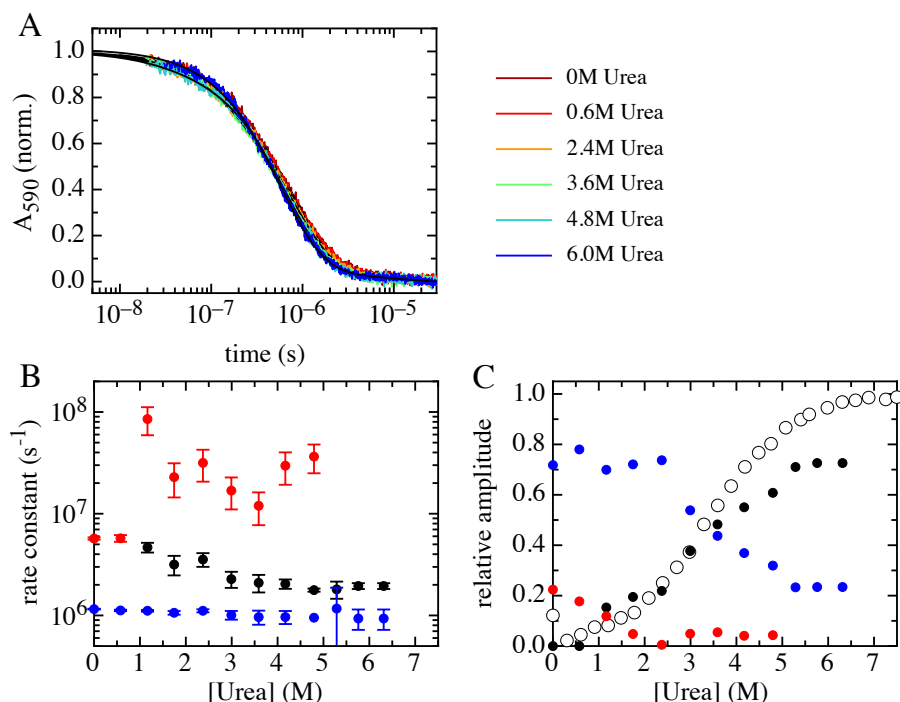 A
A₅₉₀ (norm.)
1.0
0.8
0.6
0.4
0.2
0.0
10⁻⁸ 10⁻⁷ 10⁻⁶ 10⁻⁵
time (s)
0M Urea
0.6M Urea
2.4M Urea
3.6M Urea
4.8M Urea
6.0M Urea
B
rate constant (s⁻¹)
10⁸
10⁷
10⁶
0 1 2 3 4 5 6 7
[Urea] (M)
C
relative amplitude
1.0
0.8
0.6
0.4
0.2
0.0
0 1 2 3 4 5 6 7
[Urea] (M)